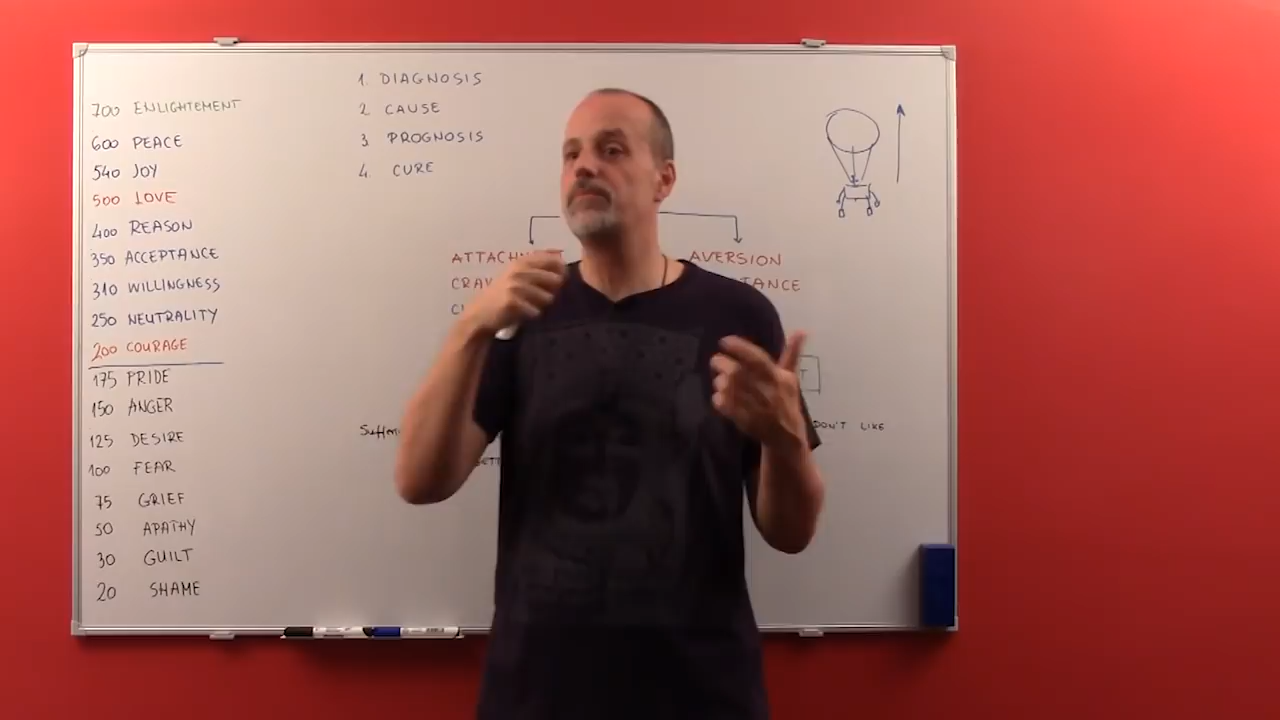 700 ENLIGHTEMENT
600 PEACE
540 JOY
500 LOVE
400 REASON
350 ACCEPTANCE
310 WILLINGNESS
250 NEUTRALITY
200 COURAGE
175 PRIDE
150 ANGER
125 DESIRE
100 FEAR
75 GRIEF
50 APATHY
30 GUILT
20 SHAME
1. DIAGNOSIS
2. CAUSE
3. PROGNOSIS
4. CURE
AVERSION
DON'T LIKE